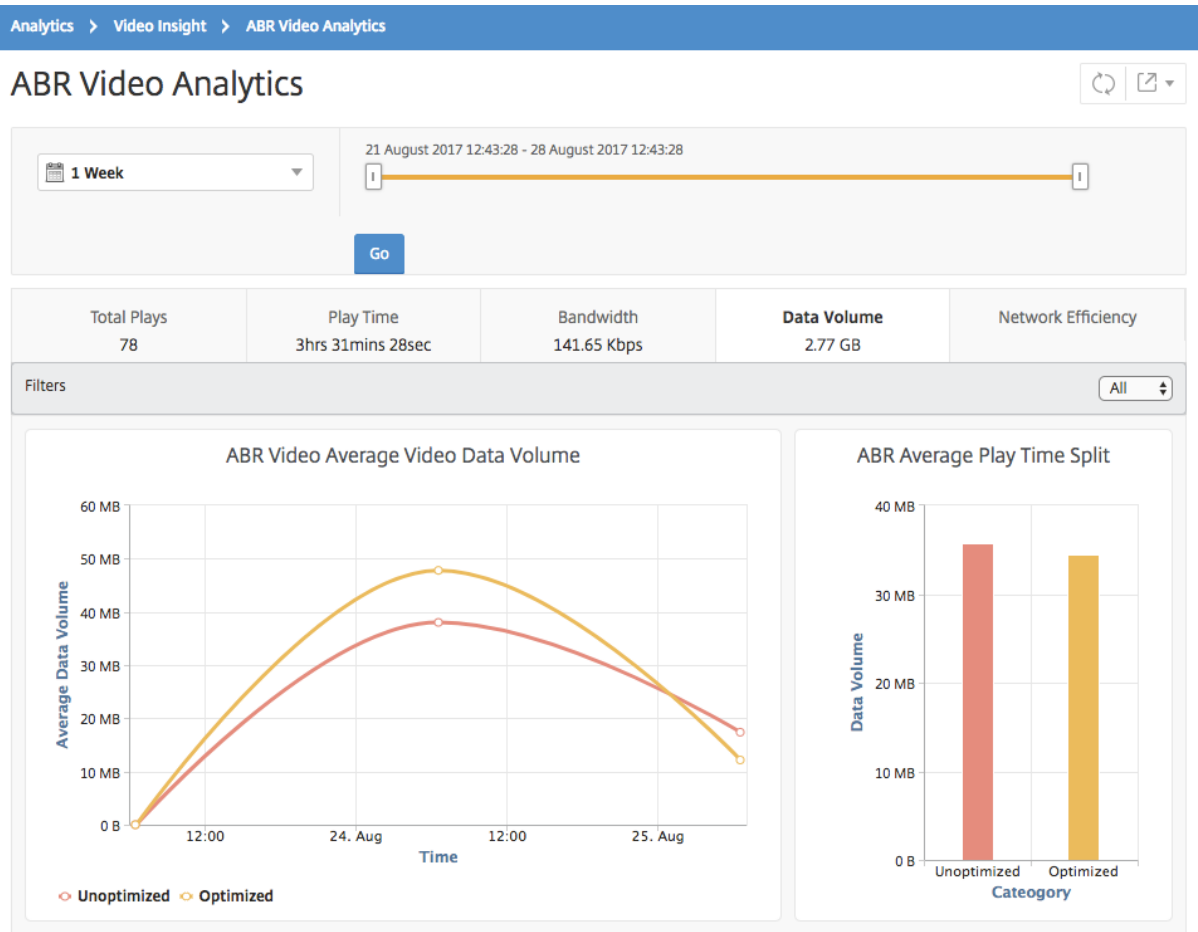 Analytics > Video Insight > ABR Video Analytics
ABR Video Analytics
21 August 2017 12:43:28 - 28 August 2017 12:43:28
1 Week
Go
Total Plays
78
Play Time
3hrs 31mins 28sec
Bandwidth
141.65 Kbps
Data Volume
2.77 GB
Network Efficiency
Filters
All
ABR Video Average Video Data Volume
60 MB
50 MB
40 MB
30 MB
20 MB
10 MB
0 B
Average Data Volume
12:00
24. Aug
12:00
25. Aug
Time
Unoptimized
Optimized
ABR Average Play Time Split
40 MB
30 MB
20 MB
10 MB
0 B
Data Volume
Unoptimized
Optimized
Cateogory